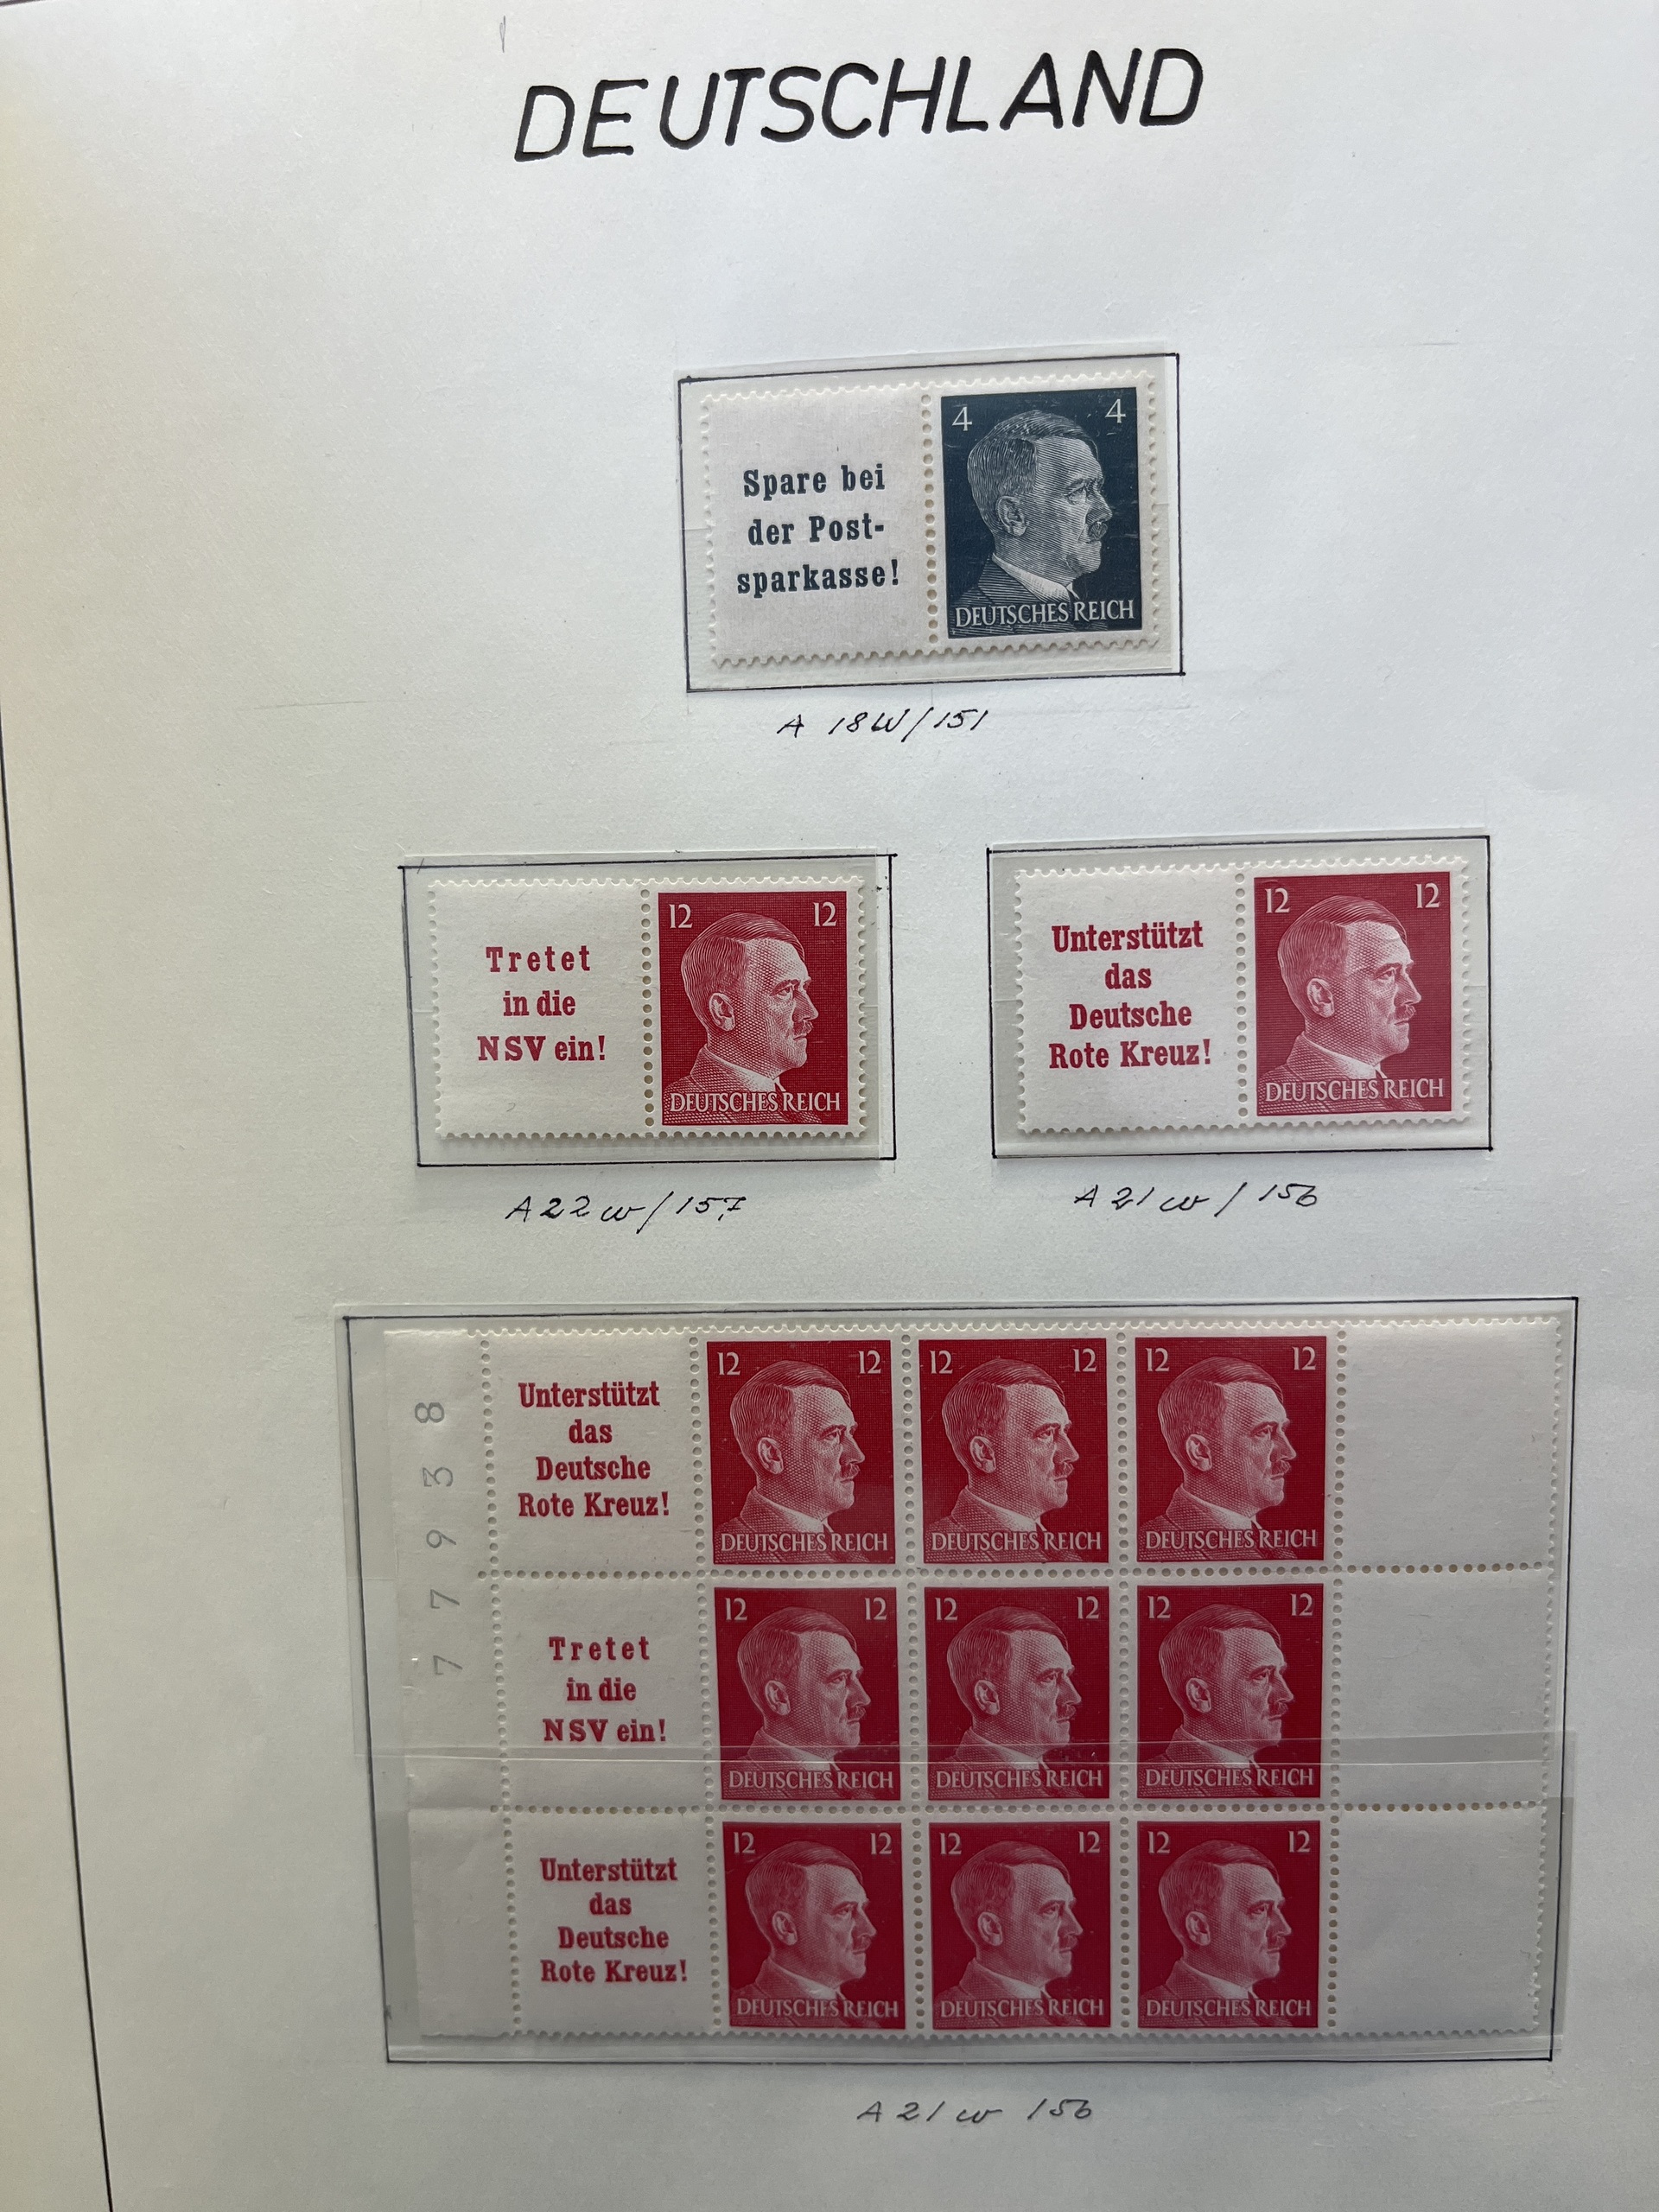 DEUTSCHLAND
Spare bei
der Post-
sparkasse!
4 4
DEUTSCHES REICH
A 18W/151
Tretet
in die
NSV ein!
12 12
DEUTSCHES REICH
A22w/157
Unterstützt
das
Deutsche
Rote Kreuz!
12 12
DEUTSCHES REICH
A21w/156
77938
Unterstützt
das
Deutsche
Rote Kreuz!
12 12
DEUTSCHES REICH
12 12
DEUTSCHES REICH
12 12
DEUTSCHES REICH
Tretet
in die
NSV ein!
12 12
DEUTSCHES REICH
12 12
DEUTSCHES REICH
12 12
DEUTSCHES REICH
Unterstützt
das
Deutsche
Rote Kreuz!
12 12
DEUTSCHES REICH
12 12
DEUTSCHES REICH
12 12
DEUTSCHES REICH
A21w 156